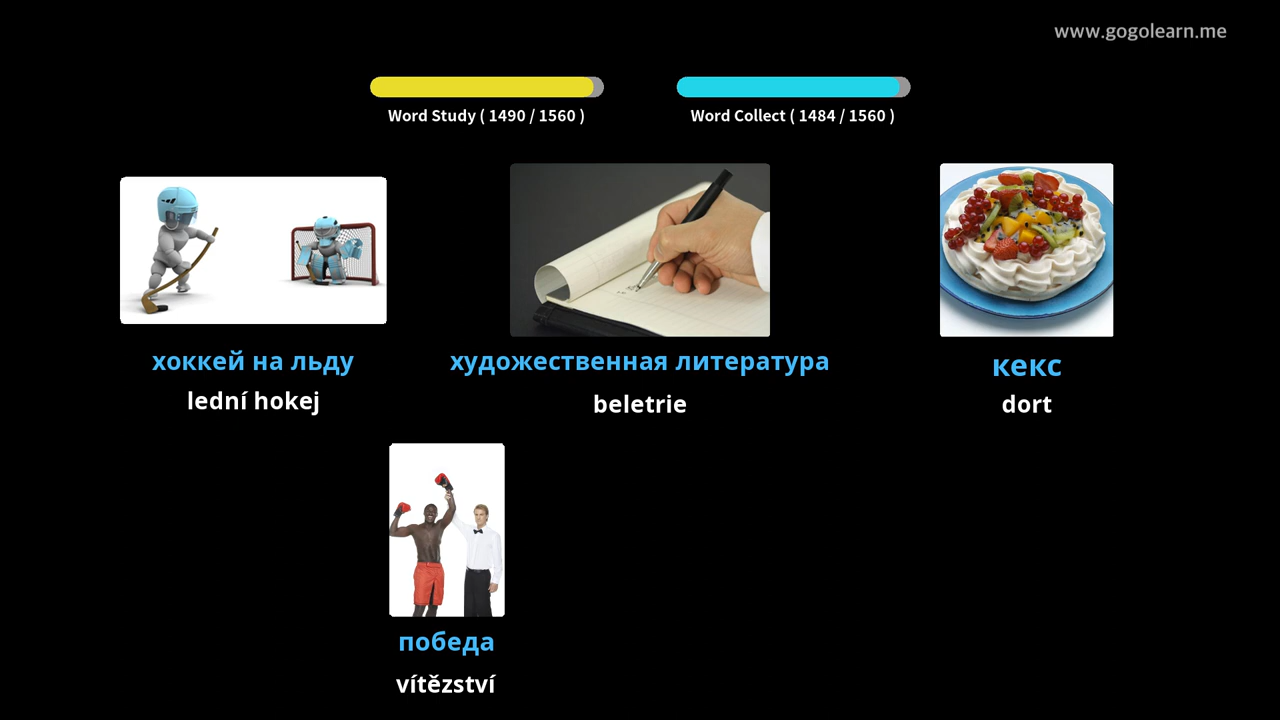 www.gogolearn.me
Word Study ( 1490 / 1560 )
Word Collect ( 1484 / 1560 )
хоккей на льду
lední hokej
художественная литература
beletrie
кекс
dort
победа
vítězství